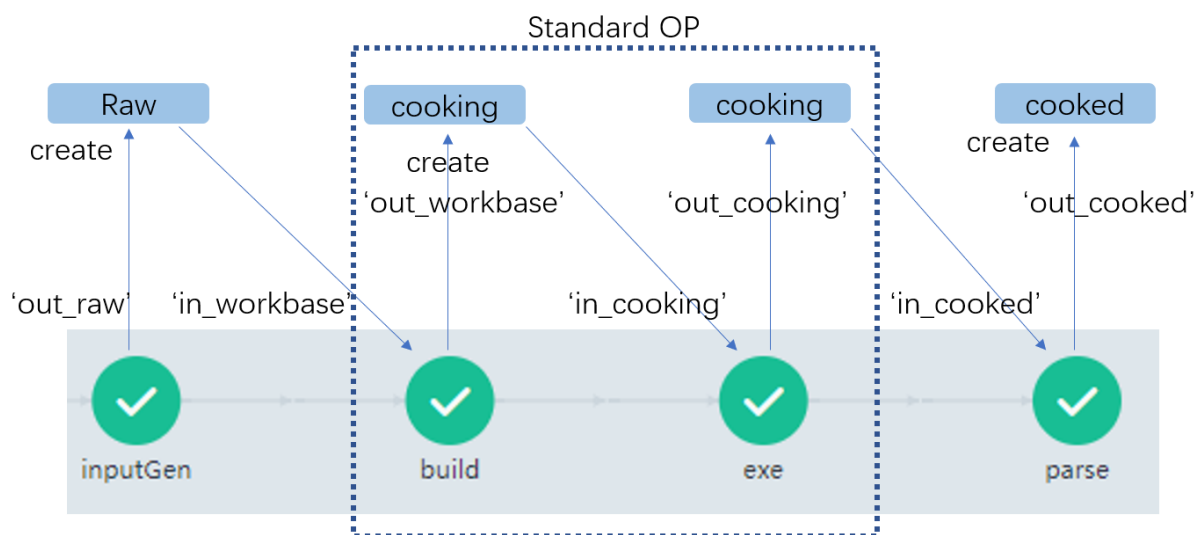 Standard OP
Raw
cooking
cooking
cooked
create
create
create
‘out_workbase’
‘out_cooking’
‘out_cooked’
‘out_raw’
‘in_workbase’
‘in_cooking’
‘in_cooked’
inputGen
build
exe
parse